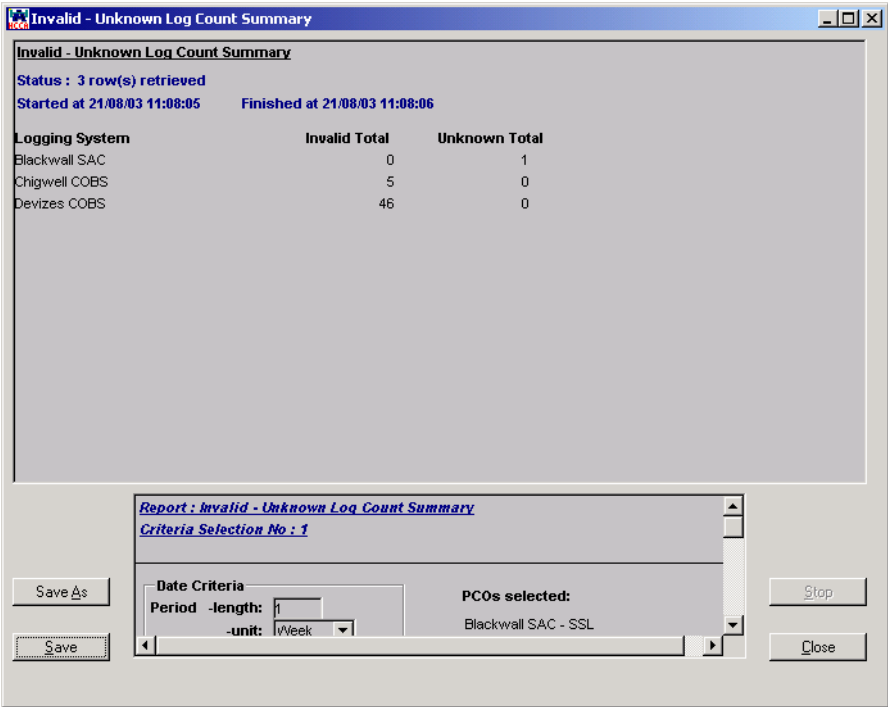 HCCA Invalid - Unknown Log Count Summary
Invalid - Unknown Log Count Summary
Status : 3 row(s) retrieved
Started at 21/08/03 11:08:05 Finished at 21/08/03 11:08:06
Logging System Invalid Total Unknown Total
Blackwall SAC 0 1
Chigwell COBS 5 0
Devizes COBS 46 0
Report : Invalid - Unknown Log Count Summary
Criteria Selection No : 1
Date Criteria
Period -length: 1
-unit: Week
PCOs selected:
Blackwall SAC - SSL
Save As
Save
Stop
Close